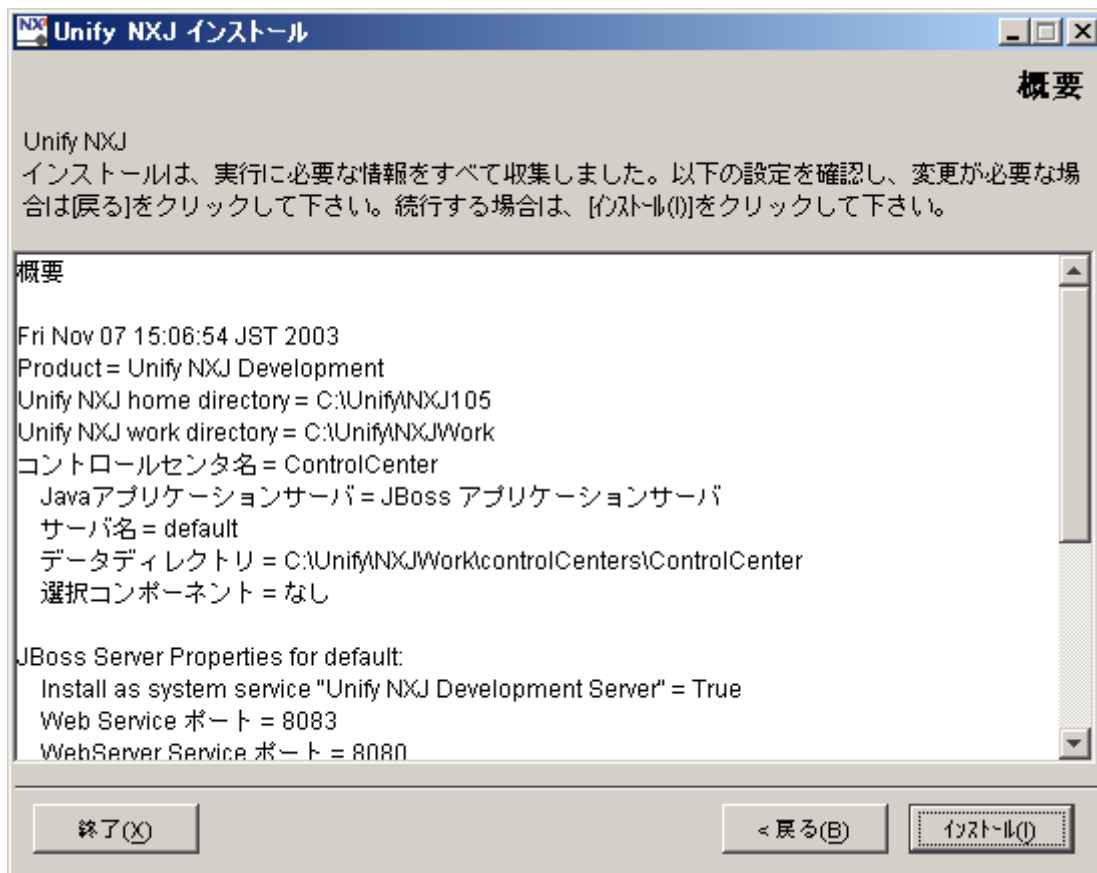 Unify NXJ インストール
概要
Unify NXJ
インストールは、実行に必要な情報をすべて収集しました。以下の設定を確認し、変更が必要な場
合は[戻る]をクリックして下さい。続行する場合は、[ｲﾝｽﾄｰﾙ(I)]をクリックして下さい。
概要
Fri Nov 07 15:06:54 JST 2003
Product = Unify NXJ Development
Unify NXJ home directory = C:\Unify\NXJ105
Unify NXJ work directory = C:\Unify\NXJWork
コントロールセンタ名 = ControlCenter
Javaアプリケーションサーバ = JBoss アプリケーションサーバ
サーバ名 = default
データディレクトリ = C:\Unify\NXJWork\controlCenters\ControlCenter
選択コンポーネント = なし
JBoss Server Properties for default:
Install as system service "Unify NXJ Development Server" = True
Web Service ポート = 8083
WebServer Service ポート = 8080
終了(X)
< 戻る(B)
ｲﾝｽﾄｰﾙ(I)